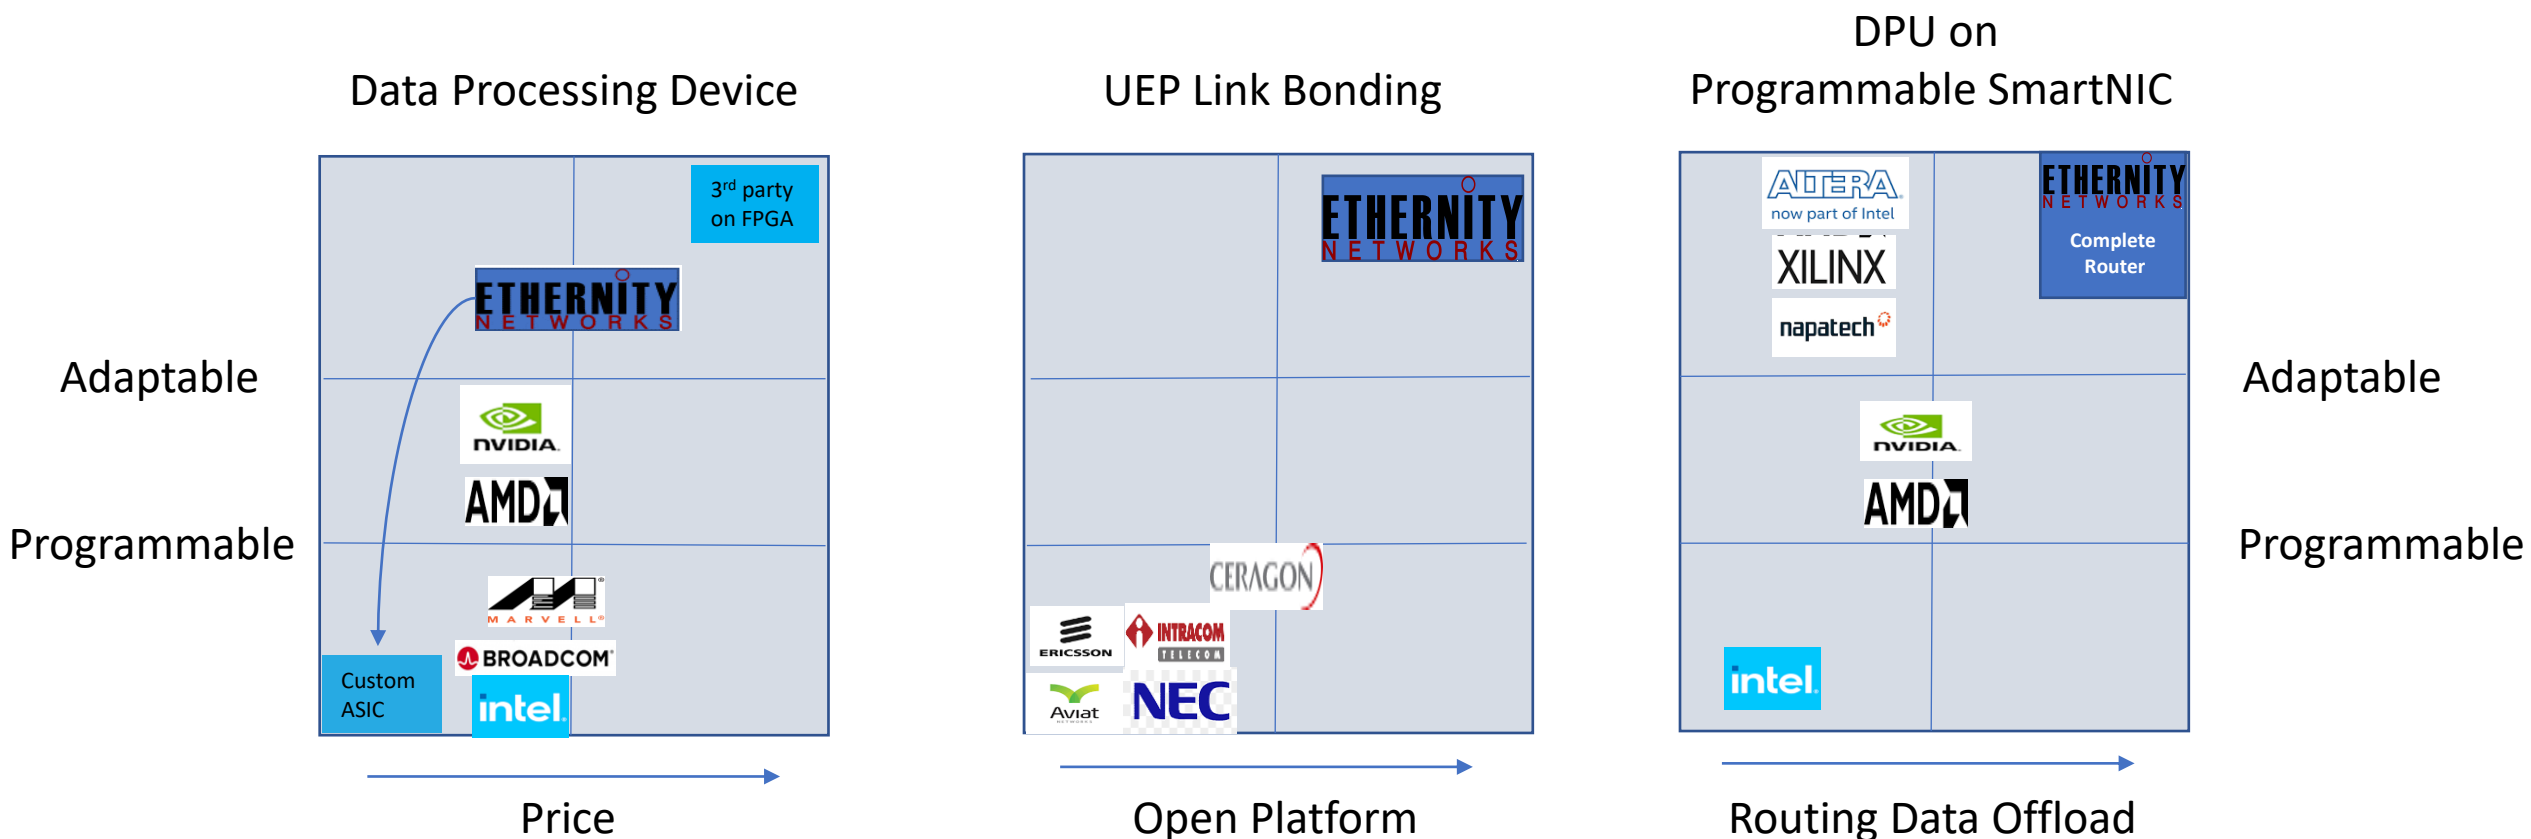 Data Processing Device
UEP Link Bonding
DPU on
Programmable SmartNIC
3rd party
on FPGA
ETHERNITY
NETWORKS
Adaptable
Programmable
NVIDIA
AMD
MARVELL®
BROADCOM®
intel.
Custom
ASIC
Price
ETHERNITY
NETWORKS
CERAGON
ERICSSON
INTRACOM
TELECOM
AVIAT
NETWORKS
NEC
Open Platform
ALTERA®
now part of Intel
XILINX
napatech
ETHERNITY
NETWORKS
Complete
Router
NVIDIA
AMD
intel.
Adaptable
Programmable
Routing Data Offload